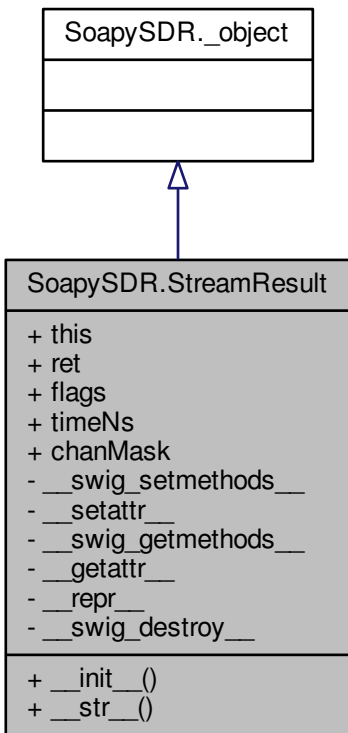 SoapySDR._object
SoapySDR.StreamResult
+ this
+ ret
+ flags
+ timeNs
+ chanMask
- __swig_setmethods__
- __setattr__
- __swig_getmethods__
- __getattr__
- __repr__
- __swig_destroy__
+ __init__()
+ __str__()